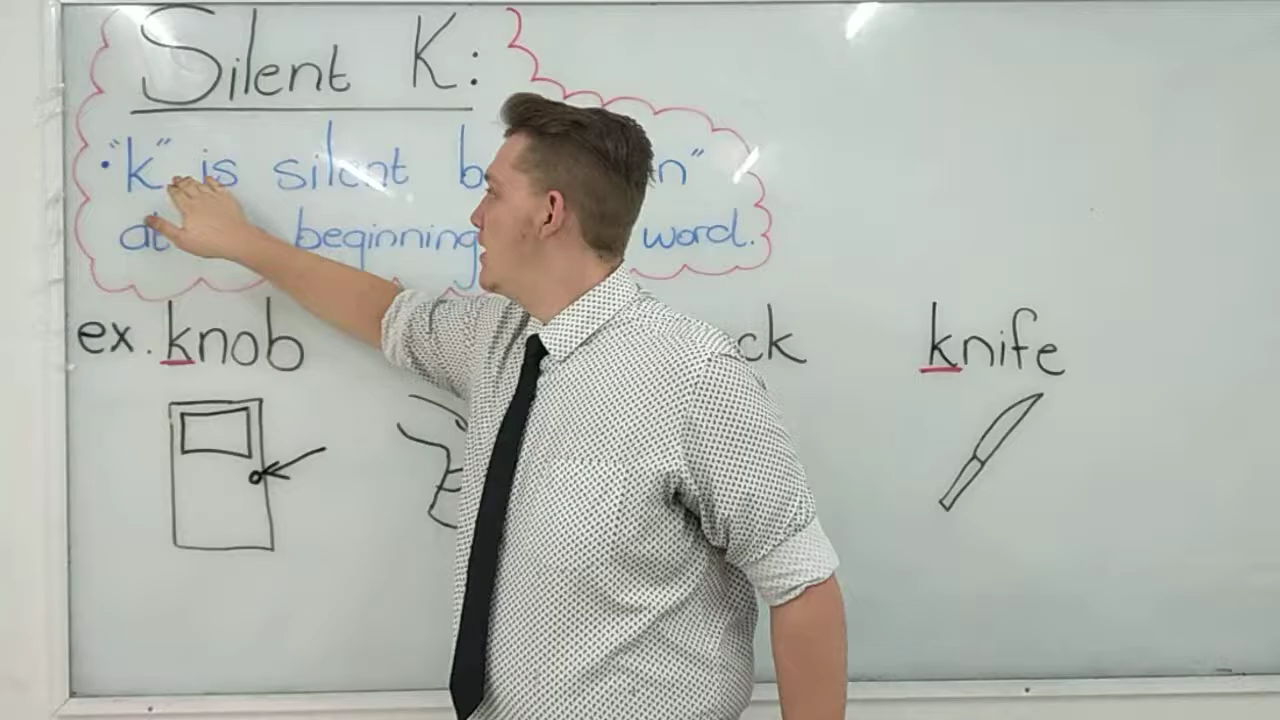 Silent K:
• "k" is silent b n"
at beginning word.
ex. knob ck knife